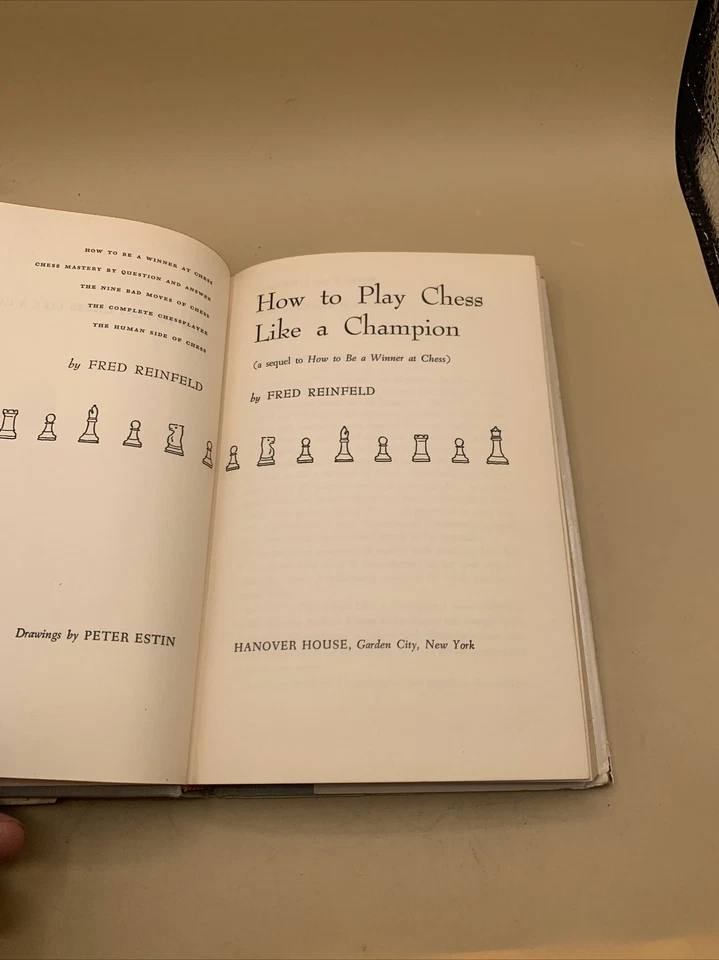 HOW TO BE A WINNER AT CHESS
CHESS MASTERY BY QUESTION AND ANSWER
THE NINE BAD MOVES OF CHESS
THE COMPLETE CHESSPLAYER
THE HUMAN SIDE OF CHESS
by FRED REINFELD
Drawings by PETER ESTIN
How to Play Chess
Like a Champion
(a sequel to How to Be a Winner at Chess)
by FRED REINFELD
HANOVER HOUSE, Garden City, New York